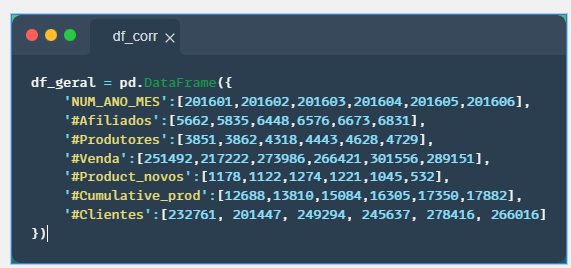 df_corr
df_geral = pd.DataFrame({
'NUM_ANO_MES':[201601,201602,201603,201604,201605,201606],
'#Afiliados':[5662,5835,6448,6576,6673,6831],
'#Produtores':[3851,3862,4318,4443,4628,4729],
'#Venda':[251492,217222,273986,266421,301556,289151],
'#Product_novos':[1178,1122,1274,1221,1045,532],
'#Cumulative_prod':[12688,13810,15084,16305,17350,17882],
'#Clientes':[232761, 201447, 249294, 245637, 278416, 266016]
})